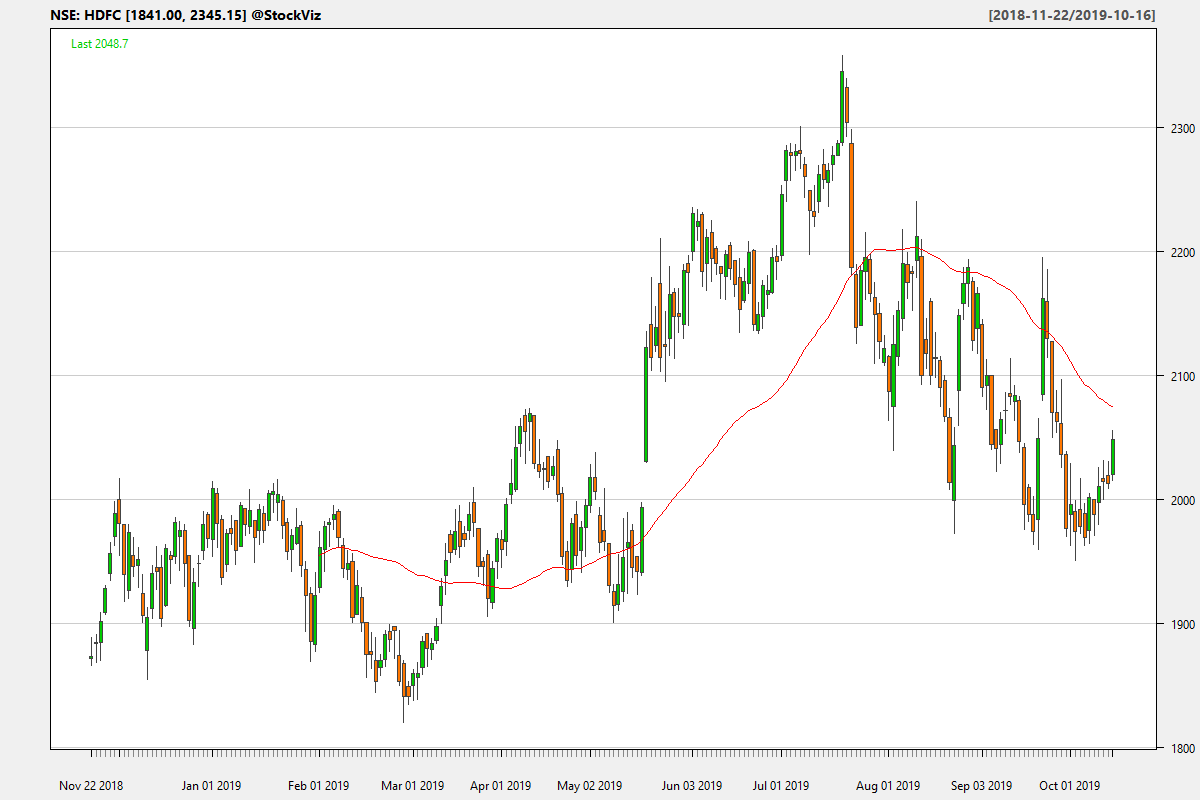 NSE: HDFC [1841.00, 2345.15] @StockViz [2018-11-22/2019-10-16]
Last 2048.7
2300
2200
2100
2000
1900
1800
Nov 22 2018 Jan 01 2019 Feb 01 2019 Mar 01 2019 Apr 01 2019 May 02 2019 Jun 03 2019 Jul 01 2019 Aug 01 2019 Sep 03 2019 Oct 01 2019